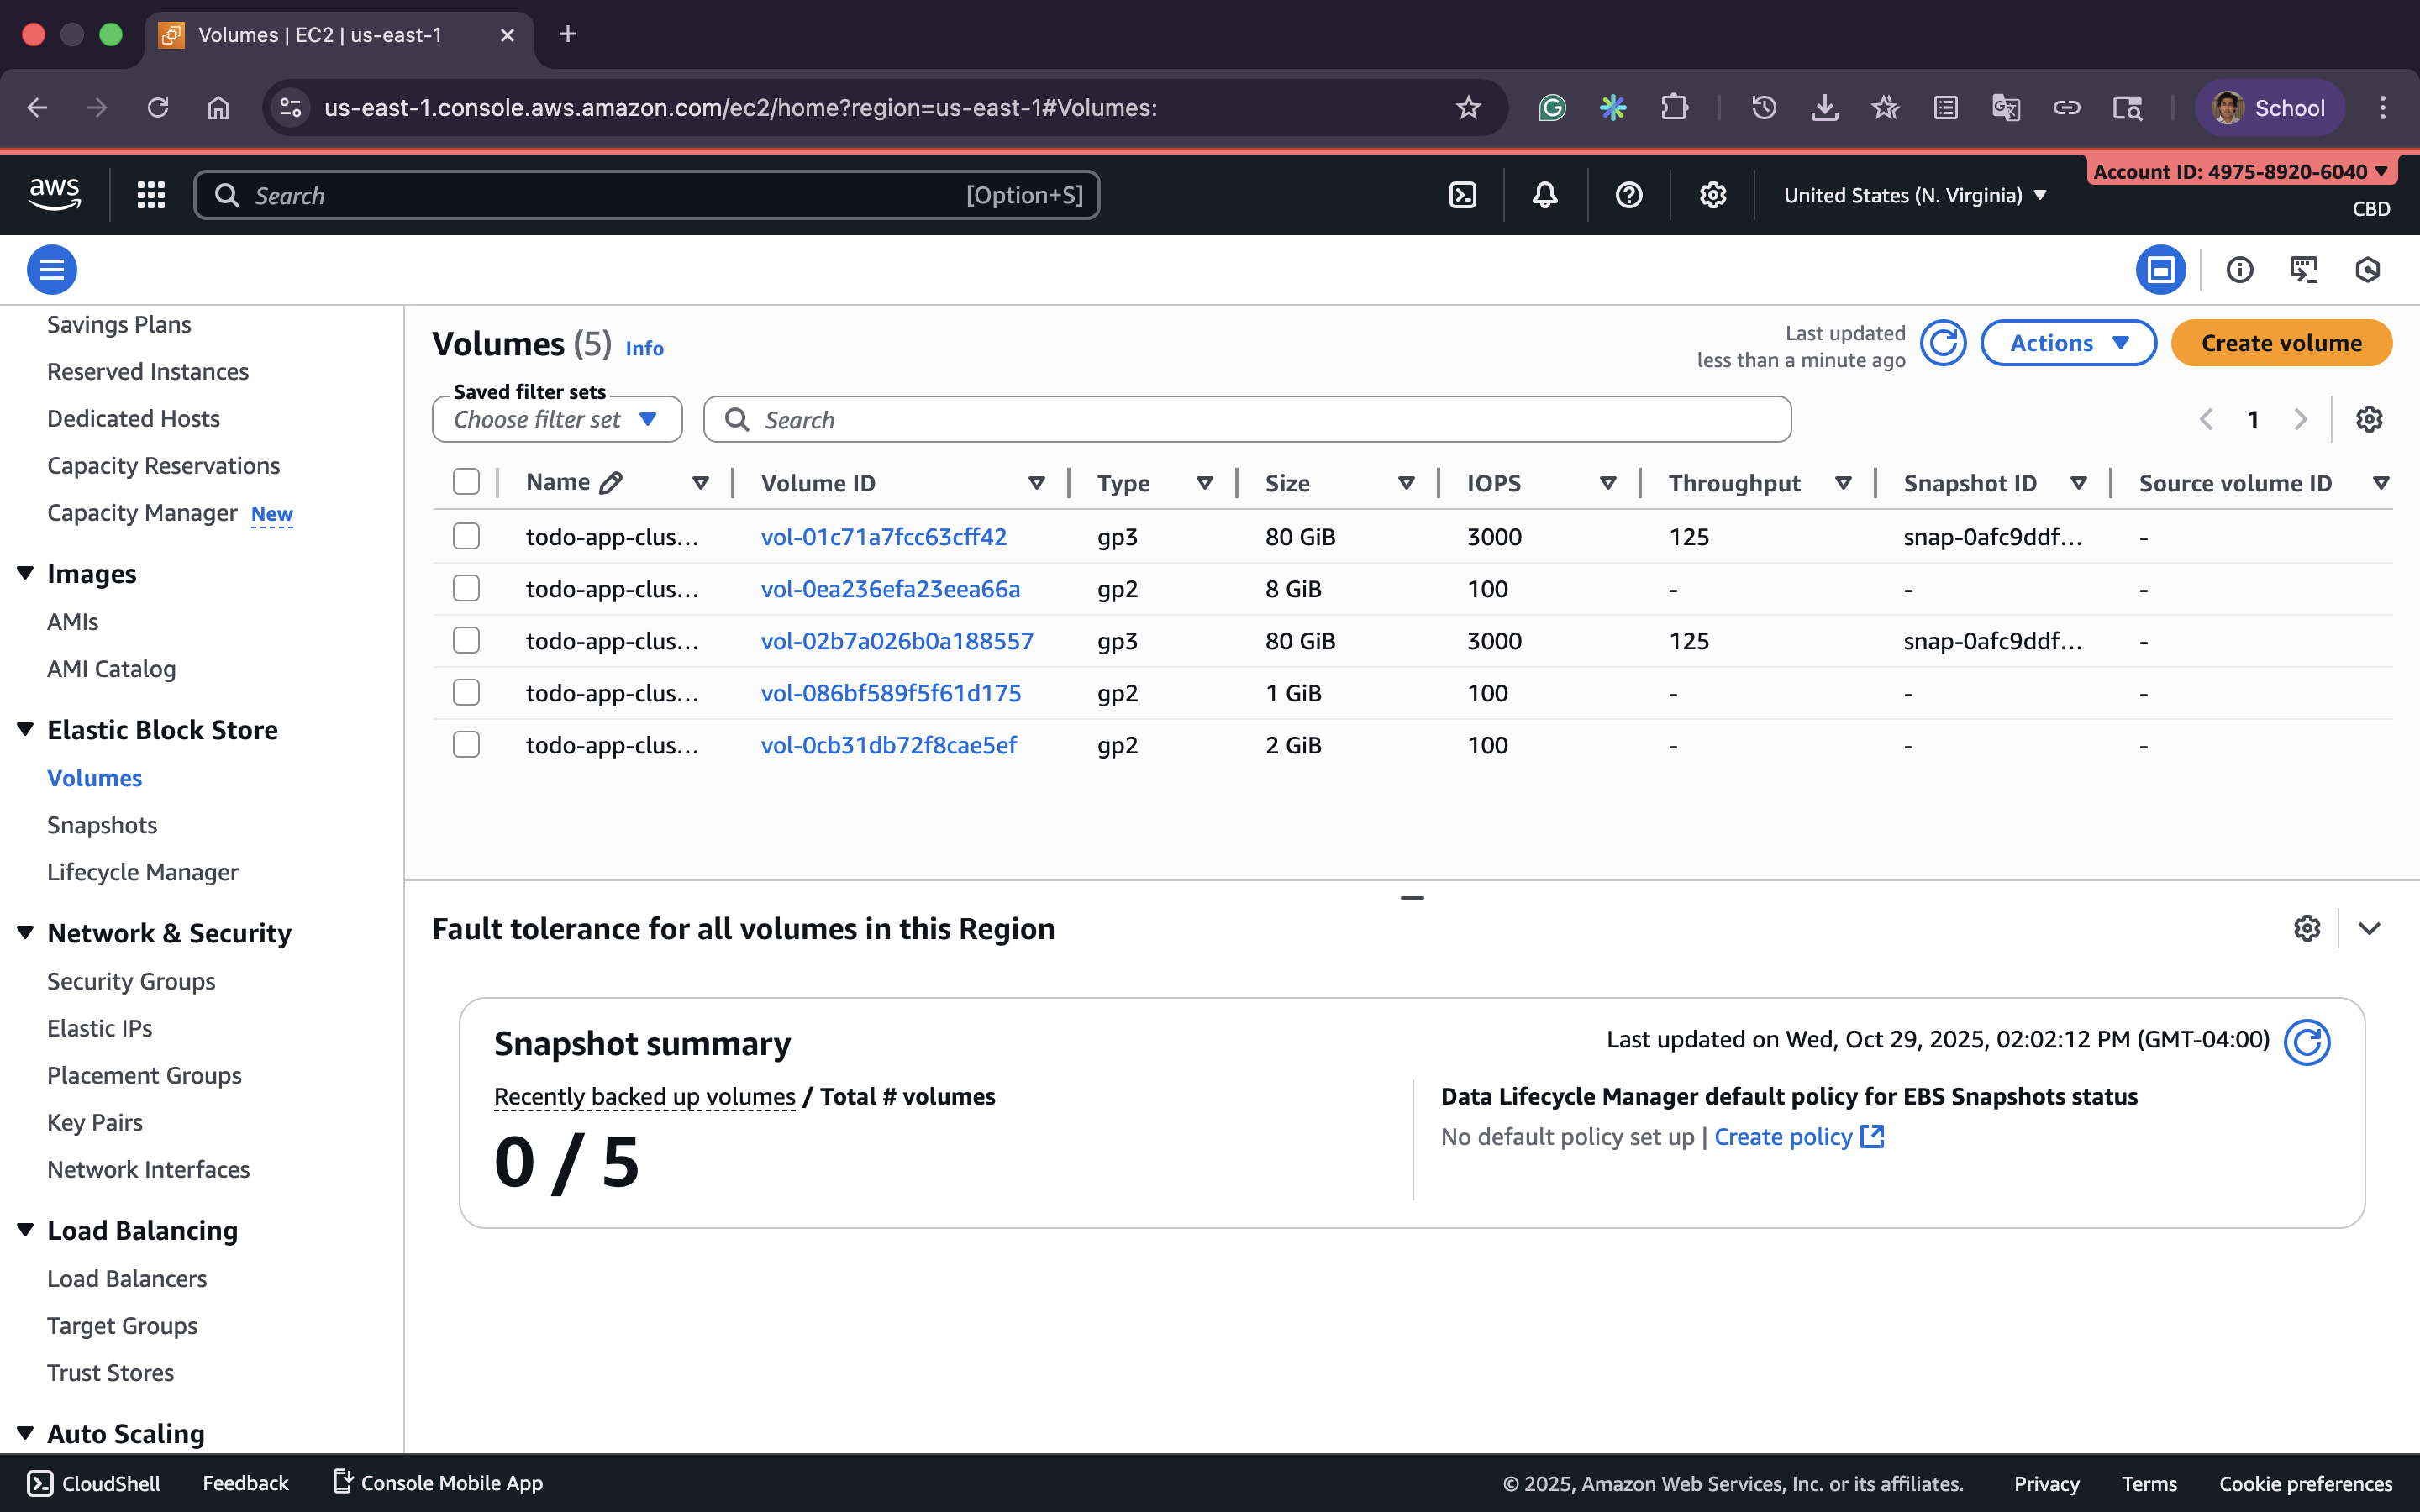 Volumes | EC2 | us-east-1
us-east-1.console.aws.amazon.com/ec2/home?region=us-east-1#Volumes:
School
aws
Search [Option+S]
United States (N. Virginia)
Account ID: 4975-8920-6040
CBD
Savings Plans
Reserved Instances
Dedicated Hosts
Capacity Reservations
Capacity Manager New
Images
AMIs
AMI Catalog
Elastic Block Store
Volumes
Snapshots
Lifecycle Manager
Network & Security
Security Groups
Elastic IPs
Placement Groups
Key Pairs
Network Interfaces
Load Balancing
Load Balancers
Target Groups
Trust Stores
Auto Scaling
Volumes (5) Info
Last updated
less than a minute ago
Actions
Create volume
Saved filter sets
Choose filter set
Search
1
Name Volume ID Type Size IOPS Throughput Snapshot ID Source volume ID
todo-app-clus... vol-01c71a7fcc63cff42 gp3 80 GiB 3000 125 snap-0afc9ddf... -
todo-app-clus... vol-0ea236efa23eea66a gp2 8 GiB 100 - - -
todo-app-clus... vol-02b7a026b0a188557 gp3 80 GiB 3000 125 snap-0afc9ddf... -
todo-app-clus... vol-086bf589f5f61d175 gp2 1 GiB 100 - - -
todo-app-clus... vol-0cb31db72f8cae5ef gp2 2 GiB 100 - - -
Fault tolerance for all volumes in this Region
Snapshot summary
Last updated on Wed, Oct 29, 2025, 02:02:12 PM (GMT-04:00)
Recently backed up volumes / Total # volumes
0 / 5
Data Lifecycle Manager default policy for EBS Snapshots status
No default policy set up | Create policy
CloudShell Feedback Console Mobile App
© 2025, Amazon Web Services, Inc. or its affiliates. Privacy Terms Cookie preferences